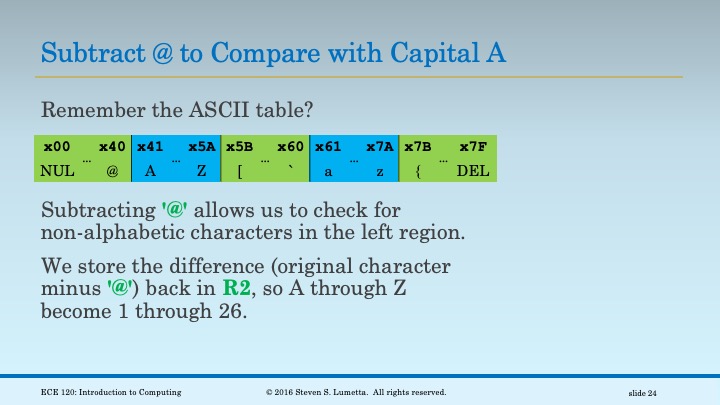 Subtract @ to Compare with Capital A
Remember the ASCII table?
x00 ... x40 x41 ... x5A x5B ... x60 x61 ... x7A x7B ... x7F
NUL @ A Z [ ` a z { DEL
Subtracting '@' allows us to check for
non-alphabetic characters in the left region.
We store the difference (original character
minus '@') back in R2, so A through Z
become 1 through 26.
ECE 120: Introduction to Computing © 2016 Steven S. Lumetta. All rights reserved. slide 24